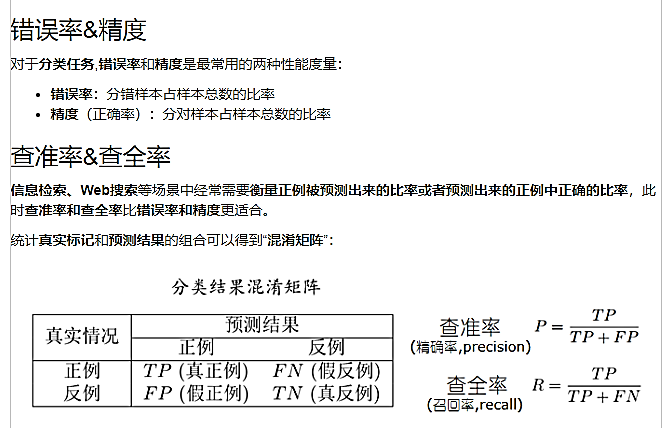 错误率&精度
对于分类任务,错误率和精度是最常用的两种性能度量：
• 错误率：分错样本占样本总数的比率
• 精度（正确率）：分对样本占样本总数的比率
查准率&查全率
信息检索、Web搜索等场景中经常需要衡量正例被预测出来的比率或者预测出来的正例中正确的比率，此
时查准率和查全率比错误率和精度更适合。
统计真实标记和预测结果的组合可以得到“混淆矩阵”：
分类结果混淆矩阵
真实情况 预测结果
正例 反例
正例 TP (真正例) FN (假反例)
反例 FP (假正例) TN (真反例)
查准率 P = TP / TP + FP
(精确率,precision)
查全率 R = TP / TP + FN
(召回率,recall)